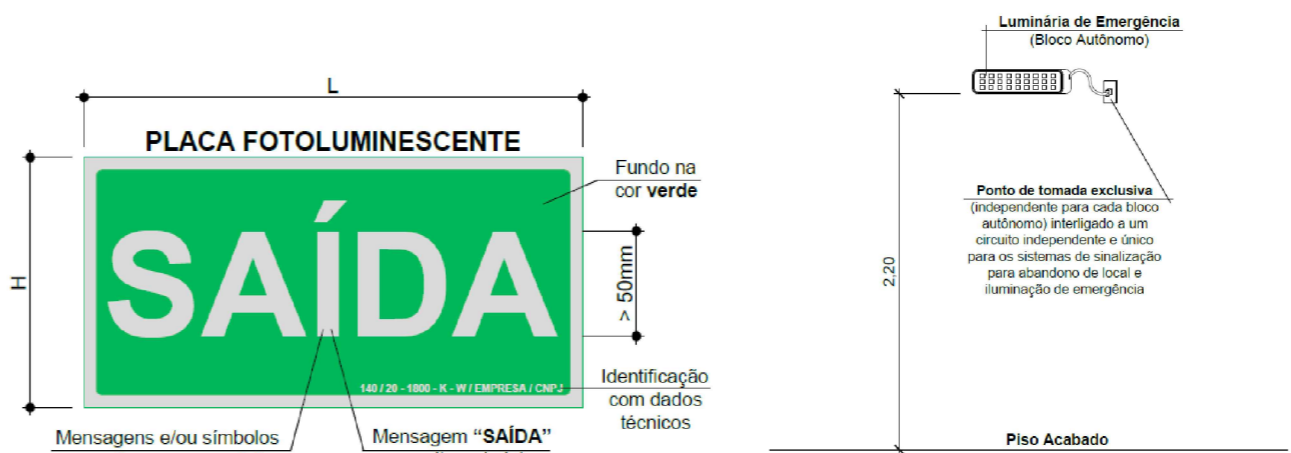 L
PLACA FOTOLUMINESCENTE
H
SAÍDA
Fundo na
cor verde
> 50mm
140 / 20 - 1800 - K - W / EMPRESA / CNPJ
Identificação
com dados
técnicos
Mensagens e/ou símbolos
Mensagem “SAÍDA”
Luminária de Emergência
(Bloco Autônomo)
Ponto de tomada exclusiva
(independente para cada bloco
autônomo) interligado a um
circuito independente e único
para os sistemas de sinalização
para abandono de local e
iluminação de emergência
2,20
Piso Acabado